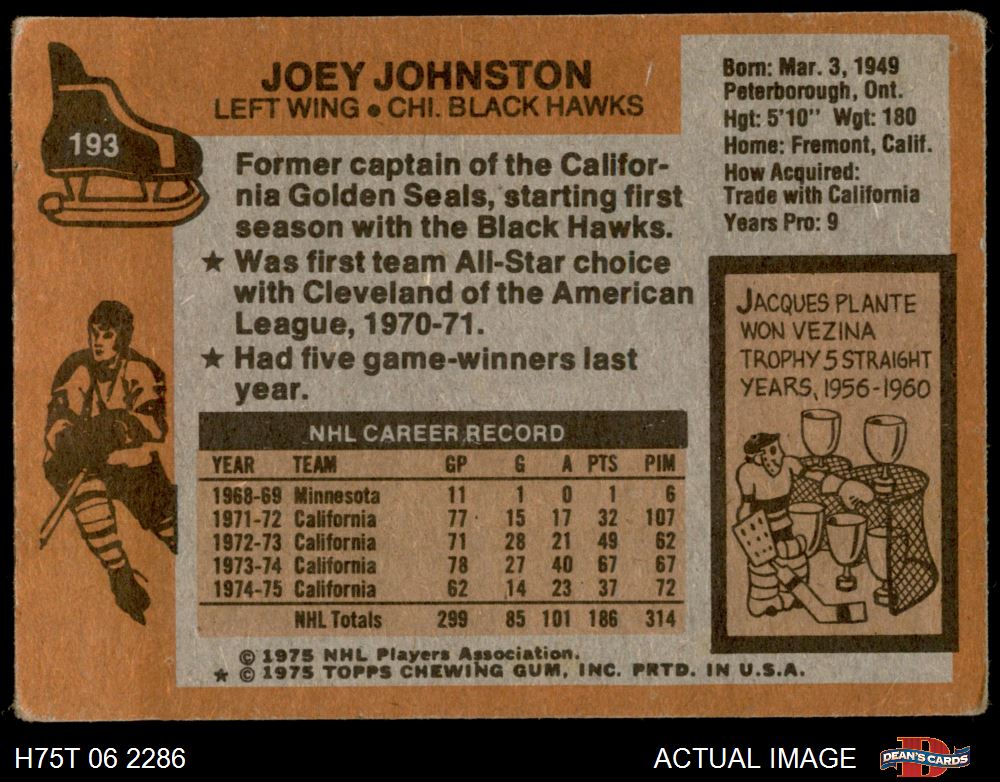 193
JOEY JOHNSTON
LEFT WING • CHI. BLACK HAWKS
Former captain of the Califor-
nia Golden Seals, starting first
season with the Black Hawks.
★ Was first team All-Star choice
with Cleveland of the American
League, 1970-71.
★ Had five game-winners last
year.
Born: Mar. 3, 1949
Peterborough, Ont.
Hgt: 5'10" Wgt: 180
Home: Fremont, Calif.
How Acquired:
Trade with California
Years Pro: 9
JACQUES PLANTE
WON VEZINA
TROPHY 5 STRAIGHT
YEARS, 1956-1960
NHL CAREER RECORD
YEAR TEAM GP G A PTS PIM
1968-69 Minnesota 11 1 0 1 6
1971-72 California 77 15 17 32 107
1972-73 California 71 28 21 49 62
1973-74 California 78 27 40 67 67
1974-75 California 62 14 23 37 72
NHL Totals 299 85 101 186 314
© 1975 NHL Players Association.
★ © 1975 TOPPS CHEWING GUM, INC. PRTD. IN U.S.A.
H75T 06 2286
ACTUAL IMAGE
D
DEAN'S CARDS